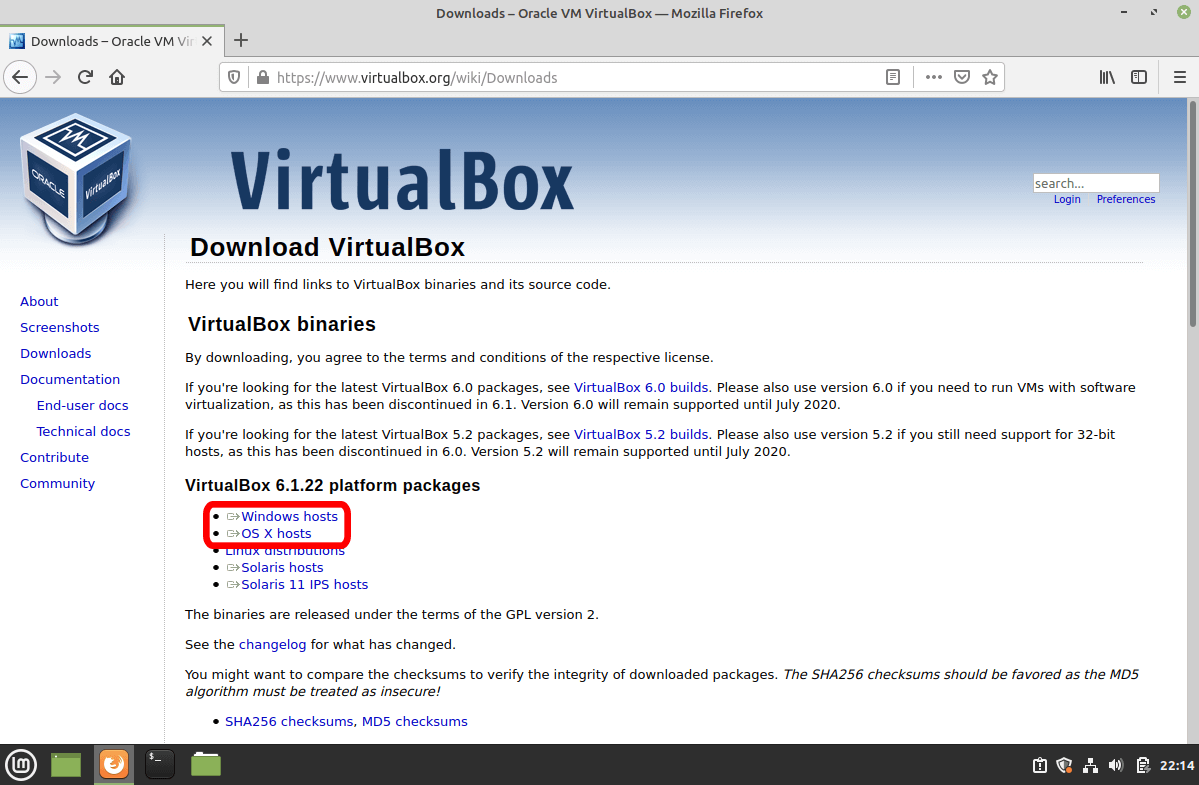 Downloads – Oracle VM VirtualBox — Mozilla Firefox
Downloads – Oracle VM Vir
https://www.virtualbox.org/wiki/Downloads
ORACLE
VirtualBox
VirtualBox
search...
Login Preferences
Download VirtualBox
Here you will find links to VirtualBox binaries and its source code.
About
Screenshots
Downloads
Documentation
End-user docs
Technical docs
Contribute
Community
VirtualBox binaries
By downloading, you agree to the terms and conditions of the respective license.
If you're looking for the latest VirtualBox 6.0 packages, see VirtualBox 6.0 builds. Please also use version 6.0 if you need to run VMs with software
virtualization, as this has been discontinued in 6.1. Version 6.0 will remain supported until July 2020.
If you're looking for the latest VirtualBox 5.2 packages, see VirtualBox 5.2 builds. Please also use version 5.2 if you still need support for 32-bit
hosts, as this has been discontinued in 6.0. Version 5.2 will remain supported until July 2020.
VirtualBox 6.1.22 platform packages
Windows hosts
OS X hosts
Linux distributions
Solaris hosts
Solaris 11 IPS hosts
The binaries are released under the terms of the GPL version 2.
See the changelog for what has changed.
You might want to compare the checksums to verify the integrity of downloaded packages. The SHA256 checksums should be favored as the MD5
algorithm must be treated as insecure!
SHA256 checksums, MD5 checksums
22:14